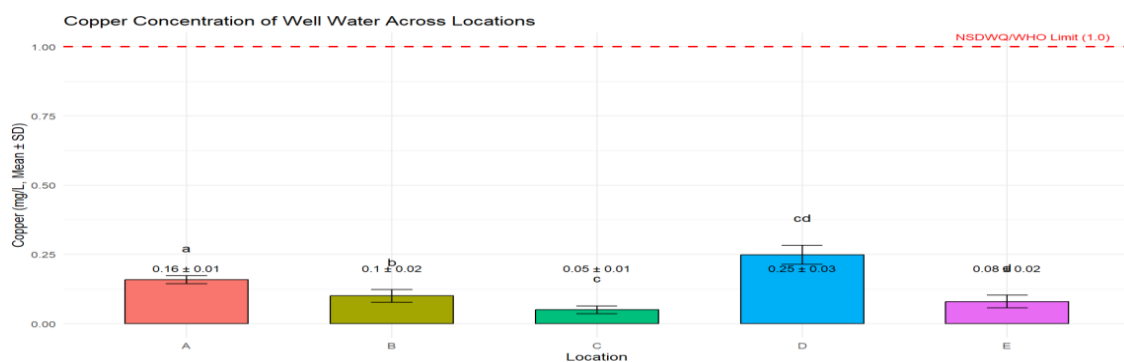 Copper Concentration of Well Water Across Locations
NSDWQ/WHO Limit (1.0)
Copper (mg/L, Mean ± SD)
1.00
0.75
0.50
0.25
0.00
a
b
c
cd
d
0.16 ± 0.01
0.1 ± 0.02
0.05 ± 0.01
0.25 ± 0.03
0.08 ± 0.02
A
B
C
D
E
Location